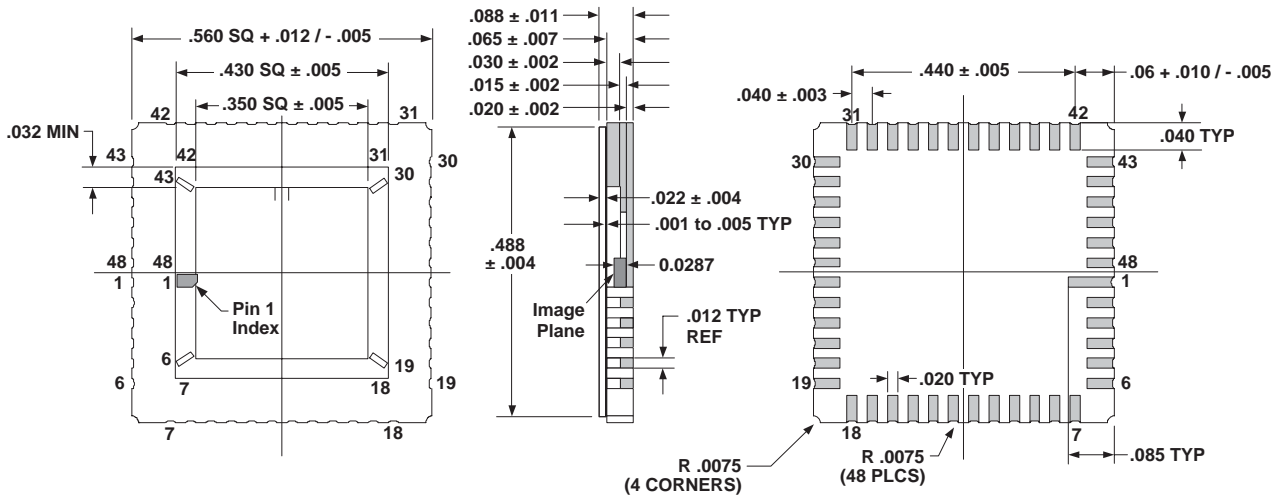 .560 SQ + .012 / - .005
.430 SQ ± .005
.350 SQ ± .005
.032 MIN
42
31
43
42
31
30
43
30
48
48
1
1
Pin 1
Index
6
19
6
7
18
19
7
18
.088 ± .011
.065 ± .007
.030 ± .002
.015 ± .002
.020 ± .002
.022 ± .004
.001 to .005 TYP
.488
± .004
0.0287
Image
Plane
.012 TYP
REF
.440 ± .005
.06 + .010 / - .005
.040 ± .003
31
42
.040 TYP
30
43
48
1
19
.020 TYP
6
18
7
R .0075
(4 CORNERS)
R .0075
(48 PLCS)
.085 TYP